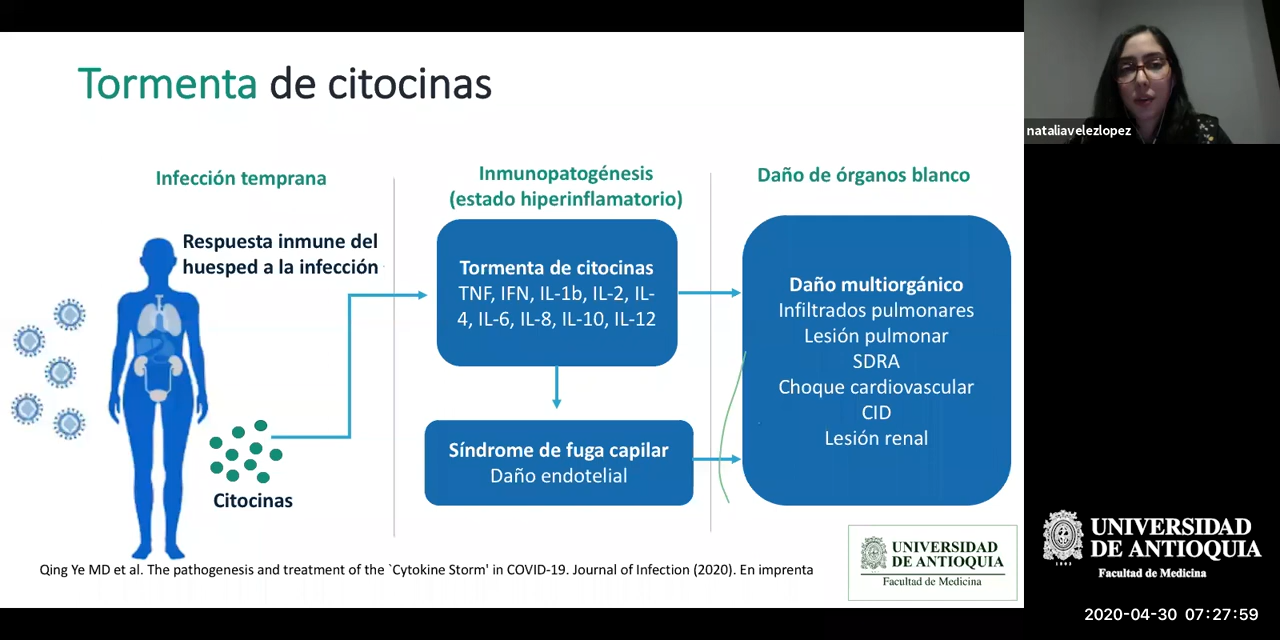 Tormenta de citocinas
Infección temprana
Respuesta inmune del
huesped a la infección
Citocinas
Inmunopatogénesis
(estado hiperinflamatorio)
Tormenta de citocinas
TNF, IFN, IL-1b, IL-2, IL-
4, IL-6, IL-8, IL-10, IL-12
Síndrome de fuga capilar
Daño endotelial
Daño de órganos blanco
Daño multiorgánico
Infiltrados pulmonares
Lesión pulmonar
SDRA
Choque cardiovascular
CID
Lesión renal
Qing Ye MD et al. The pathogenesis and treatment of the `Cytokine Storm' in COVID-19. Journal of Infection (2020). En imprenta
UNIVERSIDAD
DE ANTIOQUIA
Facultad de Medicina
nataliavelezlopez
UNIVERSIDAD
DE ANTIOQUIA
1803
Facultad de Medicina
2020-04-30 07:27:59